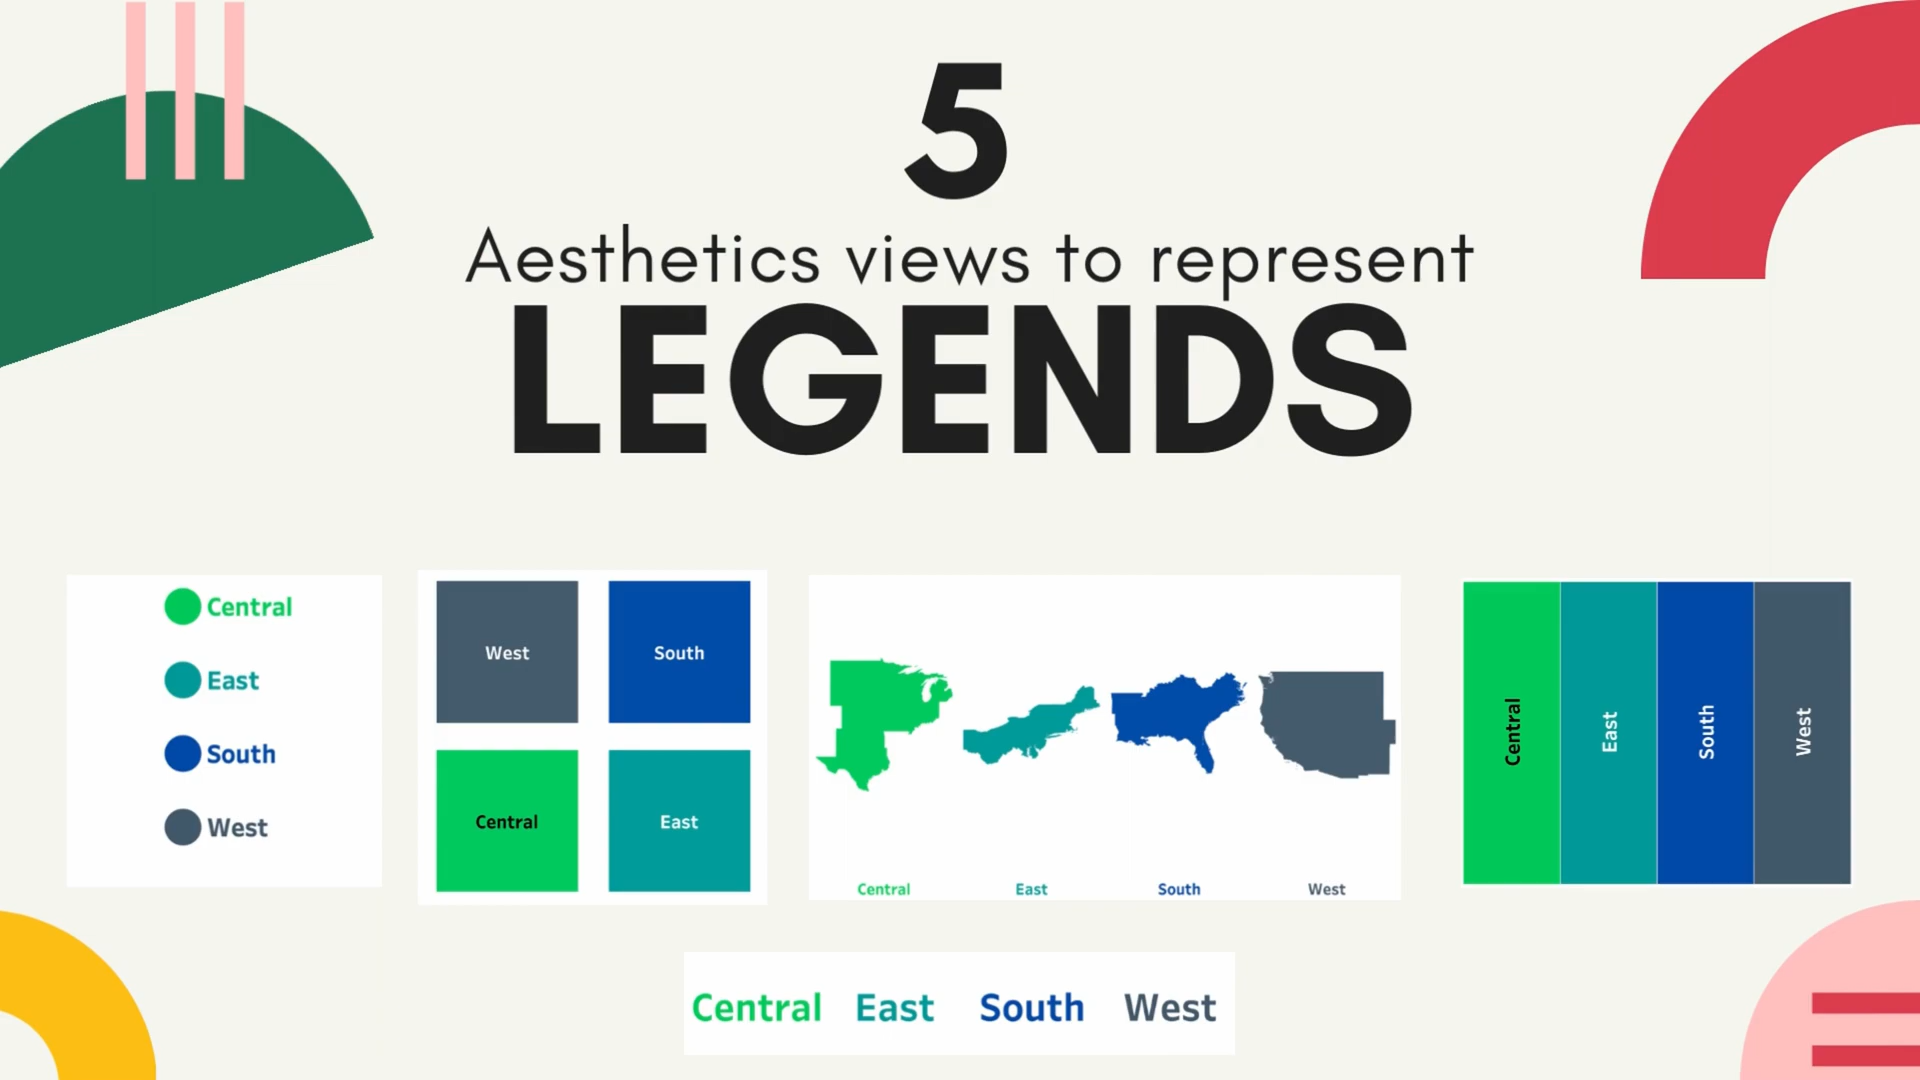 5
Aesthetics views to represent
LEGENDS
Central
East
South
West
West South
Central East
Central East South West
Central East South West
Central East South West